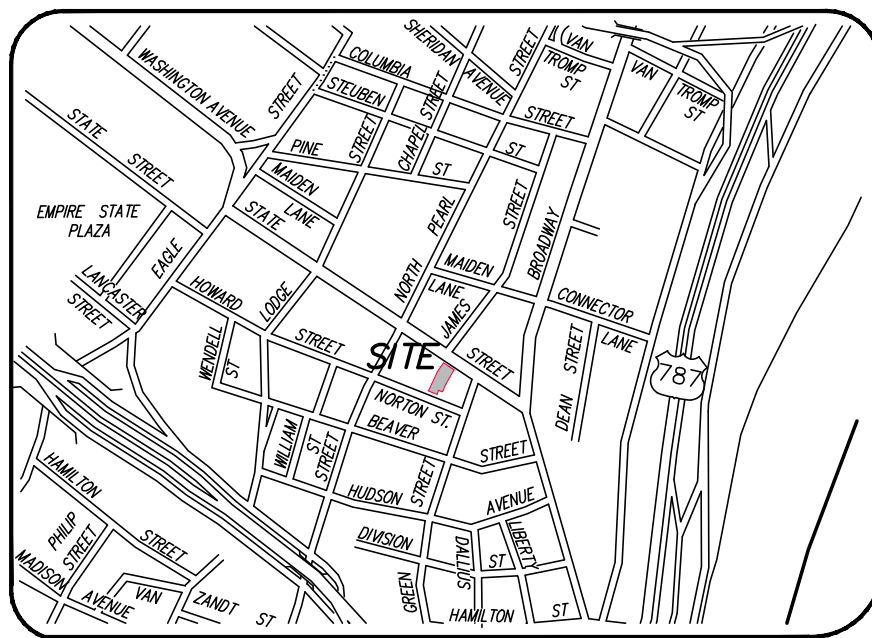 SHERIDAN AVENUE
STREET
VAN
TROMP
ST
VAN
TROMP
ST
WASHINGTON AVENUE
STREET
COLUMBIA
STEUBEN
STREET
CHAPEL
STREET
STREET
STATE
STREET
PINE
ST
ST
MAIDEN
LANE
STATE
EMPIRE STATE
PLAZA
EAGLE
LANCASTER
STREET
HOWARD
LODGE
NORTH
PEARL
STREET
BROADWAY
MAIDEN
LANE
JAMES
CONNECTOR
LANE
WENDELL
ST
STREET
SITE
STREET
DEAN
STREET
787
NORTON ST.
BEAVER
STREET
WILLIAM
ST
STREET
HUDSON
STREET
AVENUE
HAMILTON
STREET
DIVISION
DALLIUS
ST
LIBERTY
PHILIP
STREET
MADISON
AVENUE
VAN
ZANDT
ST
GREEN
HAMILTON
ST